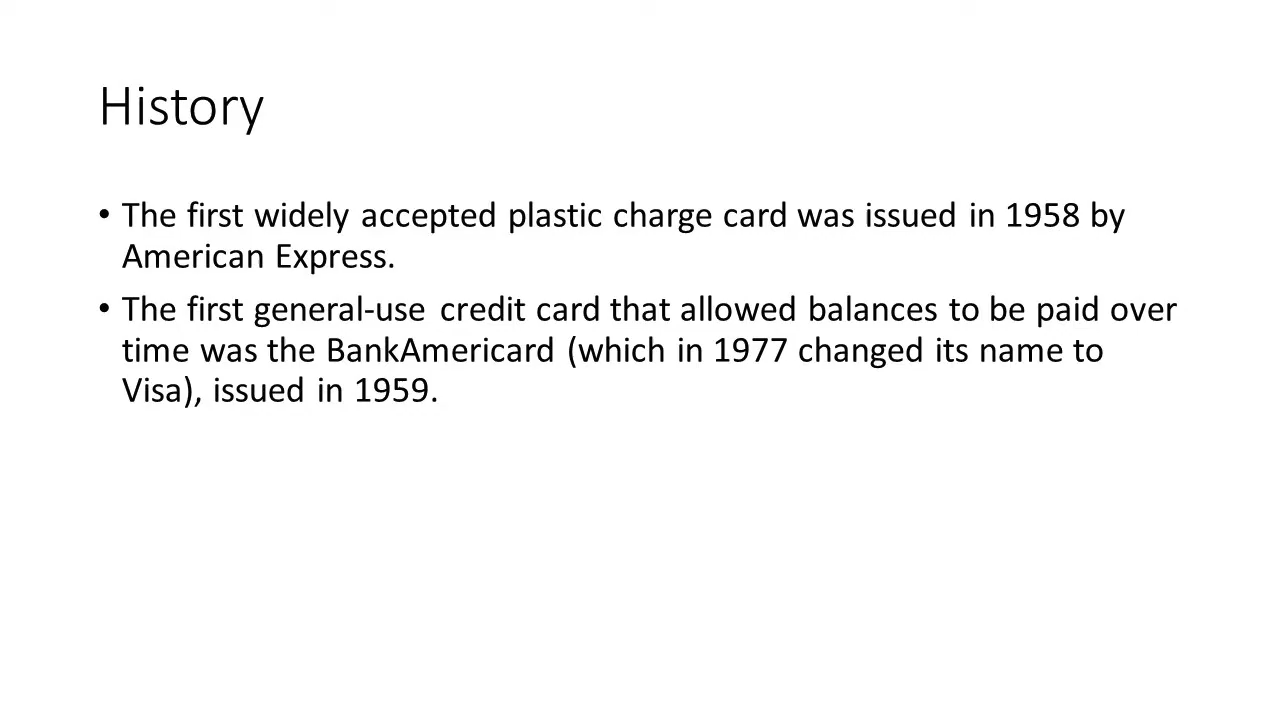 History
• The first widely accepted plastic charge card was issued in 1958 by
American Express.
• The first general-use credit card that allowed balances to be paid over
time was the BankAmericard (which in 1977 changed its name to
Visa), issued in 1959.